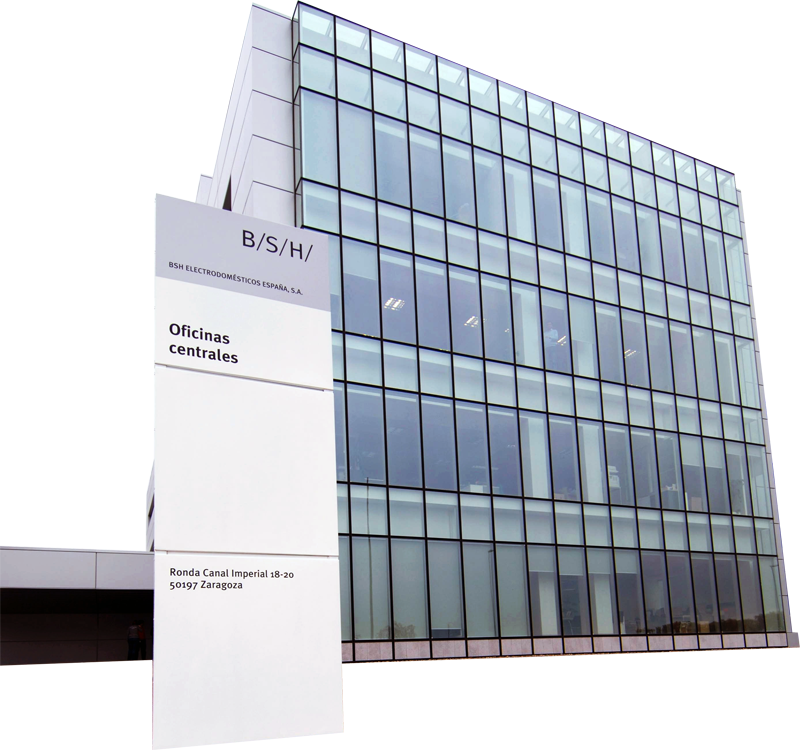 B/S/H/
BSH ELECTRODOMÉSTICOS ESPAÑA, S.A.
Oficinas
centrales
Ronda Canal Imperial 18-20
50197 Zaragoza